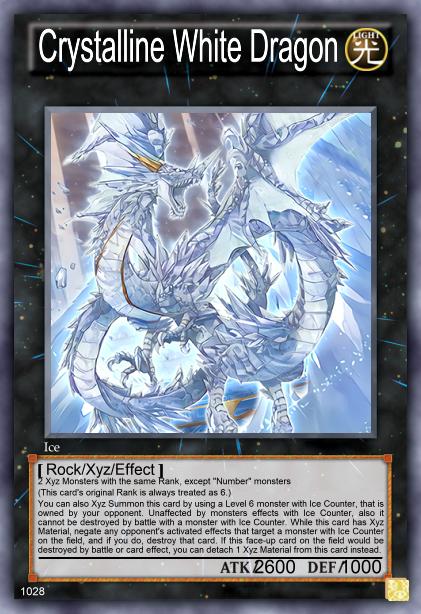 Crystalline White Dragon
LIGHT
光
Ice
[ Rock/Xyz/Effect ]
2 Xyz Monsters with the same Rank, except "Number" monsters
(This card's original Rank is always treated as 6.)
You can also Xyz Summon this card by using a Level 6 monster with Ice Counter, that is
owned by your opponent. Unaffected by monsters effects with Ice Counter, also it
cannot be destroyed by battle with a monster with Ice Counter. While this card has Xyz
Material, negate any opponent's activated effects that target a monster with Ice Counter
on the field, and if you do, destroy that card. If this face-up card on the field would be
destroyed by battle or card effect, you can detach 1 Xyz Material from this card instead.
ATK/2600 DEF/1000
1028